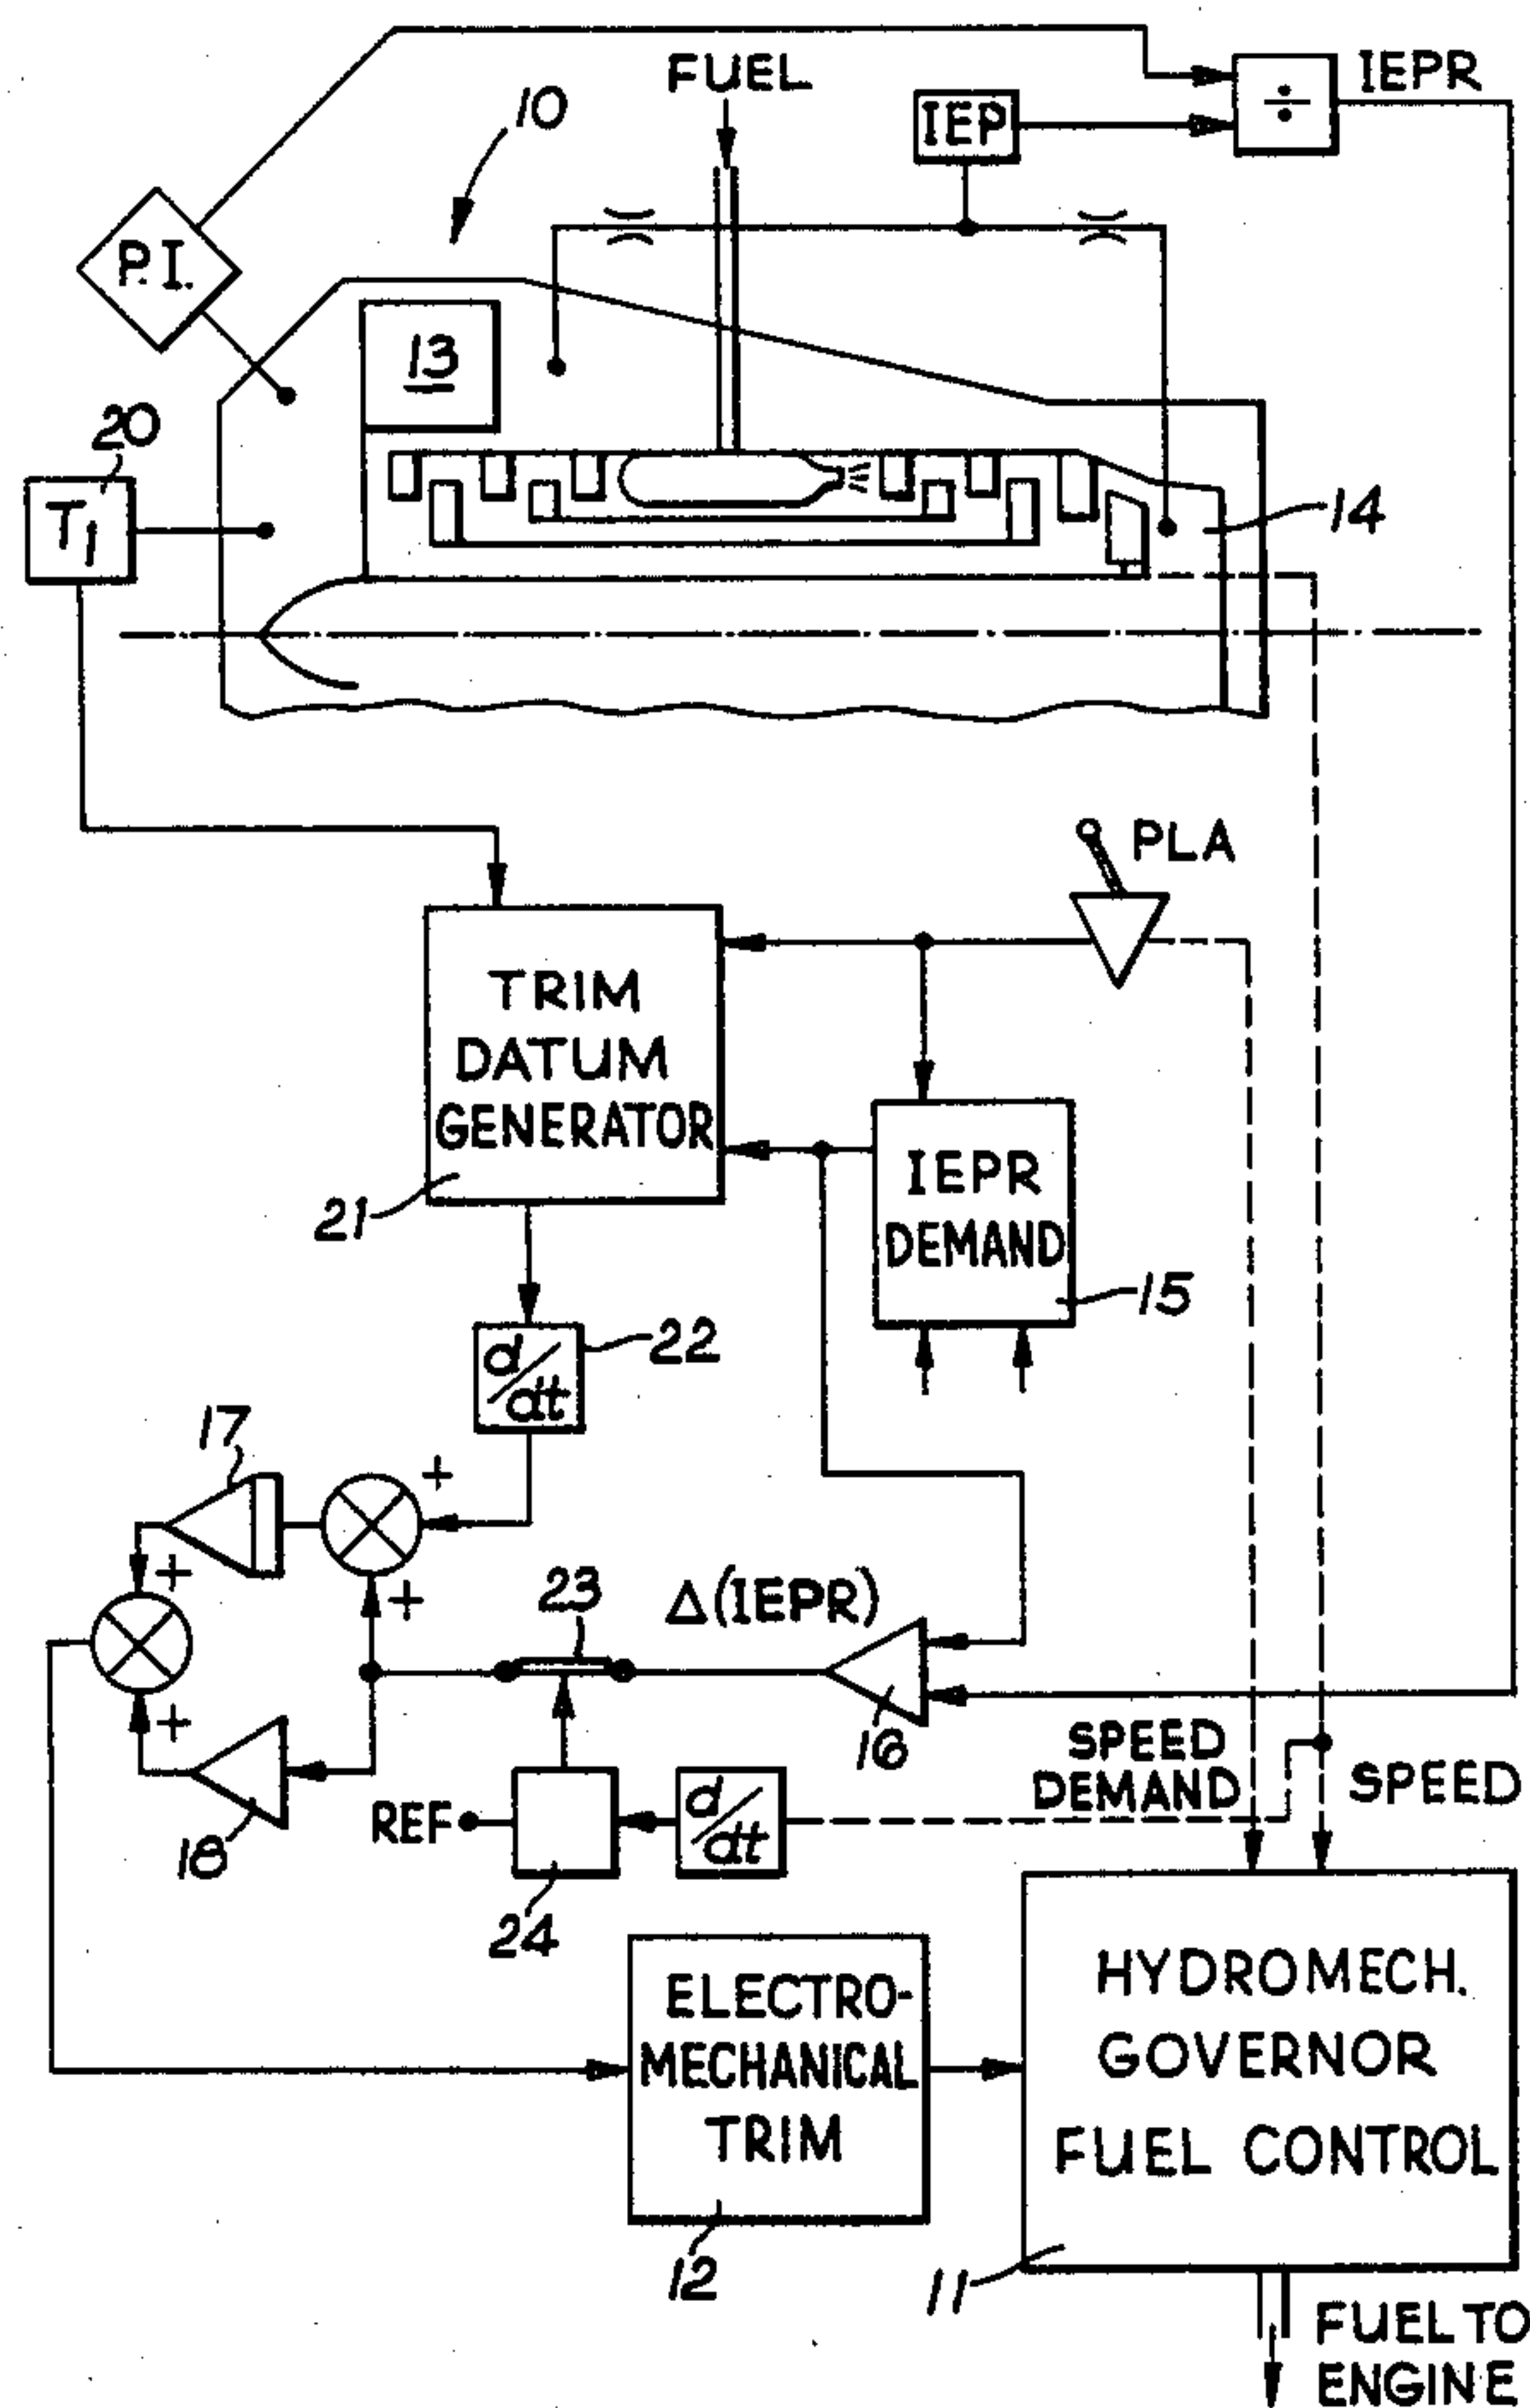 FUEL
IEPR
10
IEP
÷
P.I.
13
20
T1
14
PLA
TRIM
DATUM
GENERATOR
21
IEPR
DEMAND
15
d/dt
22
17
+
+
+
23
Δ(IEPR)
16
+
18
SPEED
DEMAND
SPEED
REF
d/dt
24
ELECTRO-
MECHANICAL
TRIM
12
HYDROMECH.
GOVERNOR
FUEL CONTROL
11
FUEL TO
ENGINE